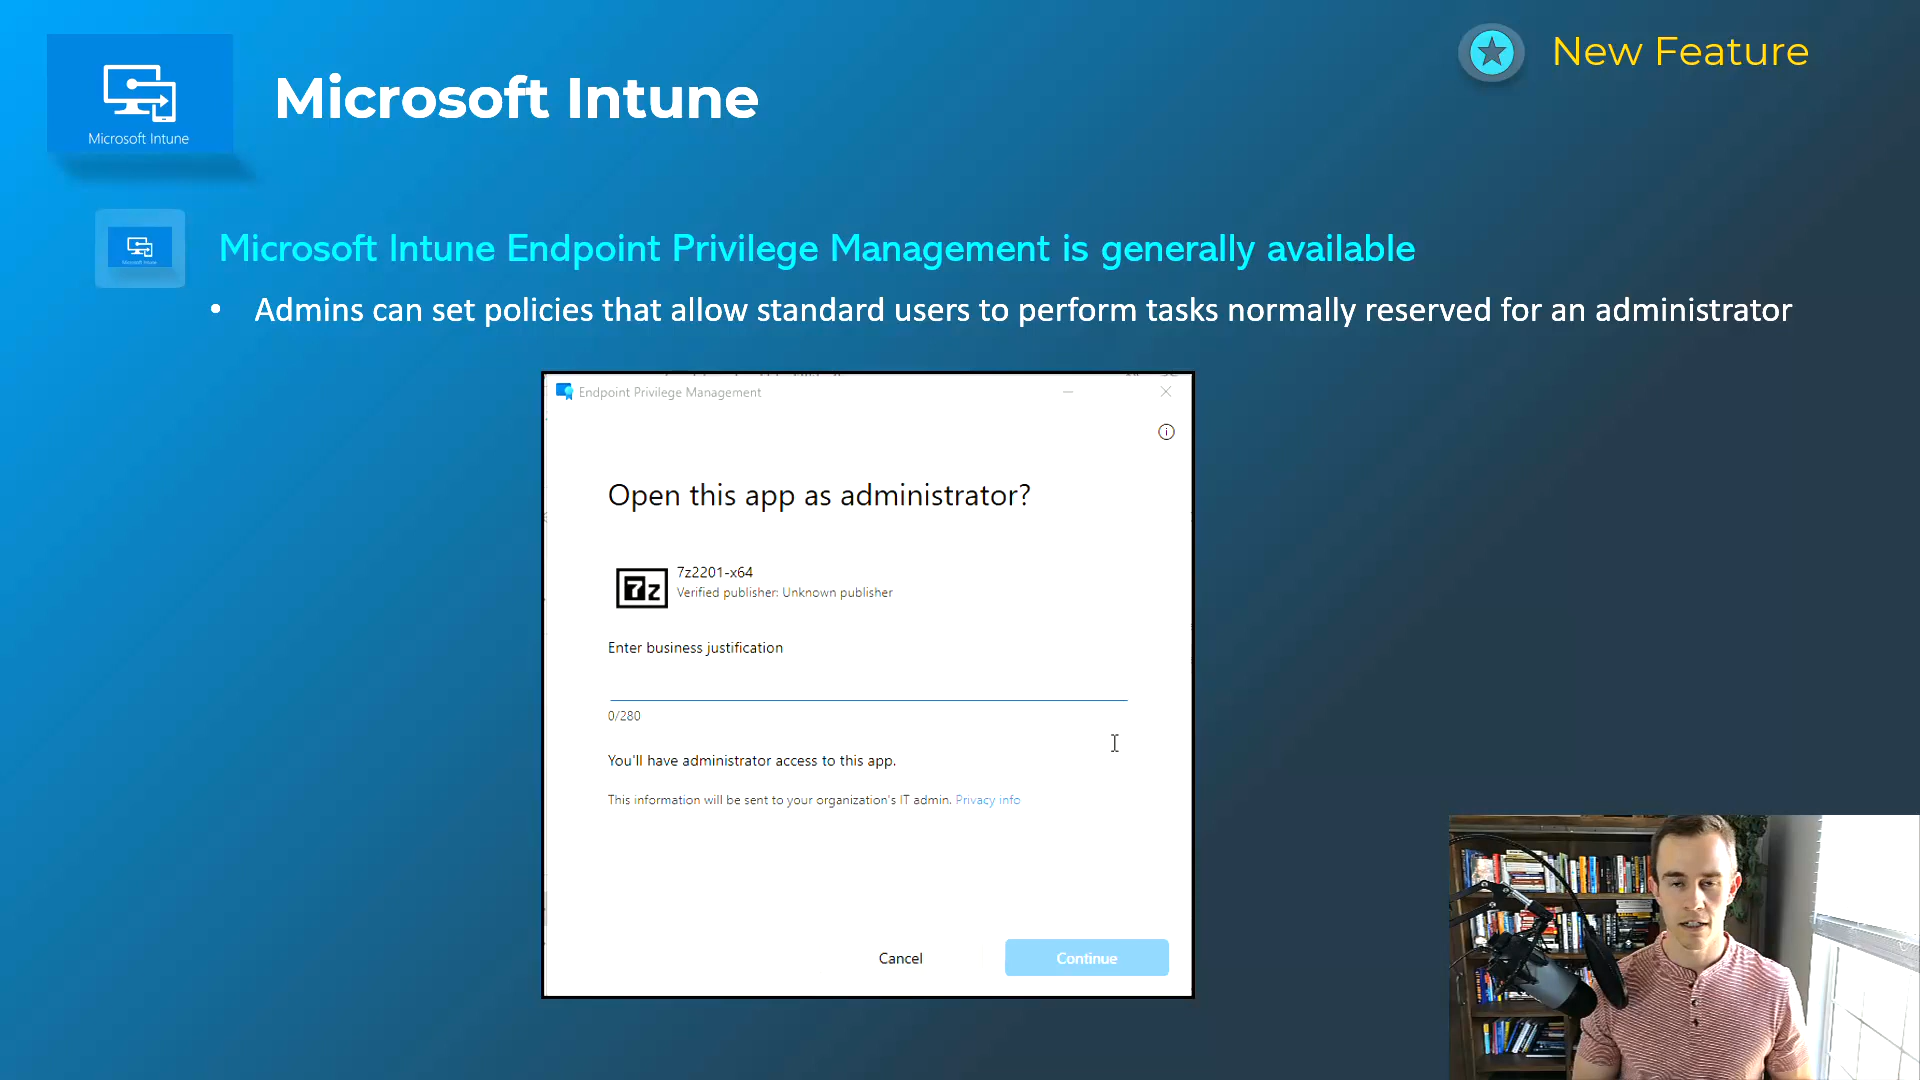 New Feature
Microsoft Intune
Microsoft Intune
Microsoft Intune Endpoint Privilege Management is generally available
• Admins can set policies that allow standard users to perform tasks normally reserved for an administrator
Endpoint Privilege Management
Open this app as administrator?
7z
7z2201-x64
Verified publisher: Unknown publisher
Enter business justification
0/280
You'll have administrator access to this app.
This information will be sent to your organization's IT admin. Privacy info
Cancel
Continue